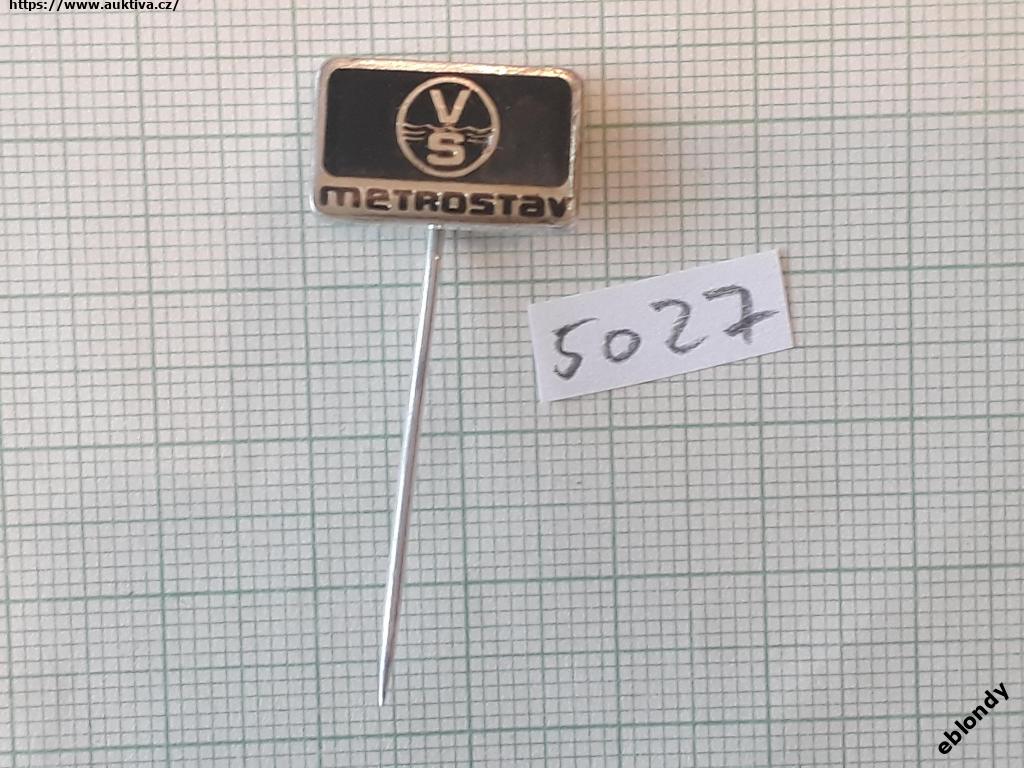 https://www.auktiva.cz/
V
S
METROSTAV
5027
eblondy